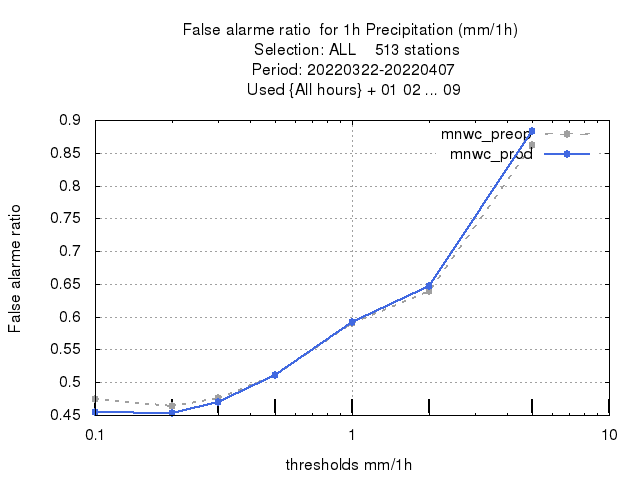 False alarme ratio  for 1h Precipitation (mm/1h)
Selection: ALL    513 stations
Period: 20220322-20220407
Used {All hours} + 01 02 ... 09
0.9
0.85
0.8
0.75
0.7
0.65
0.6
0.55
0.5
0.45
False alarme ratio
mnwc_preop
mnwc_prod
0.1
1
10
thresholds mm/1h